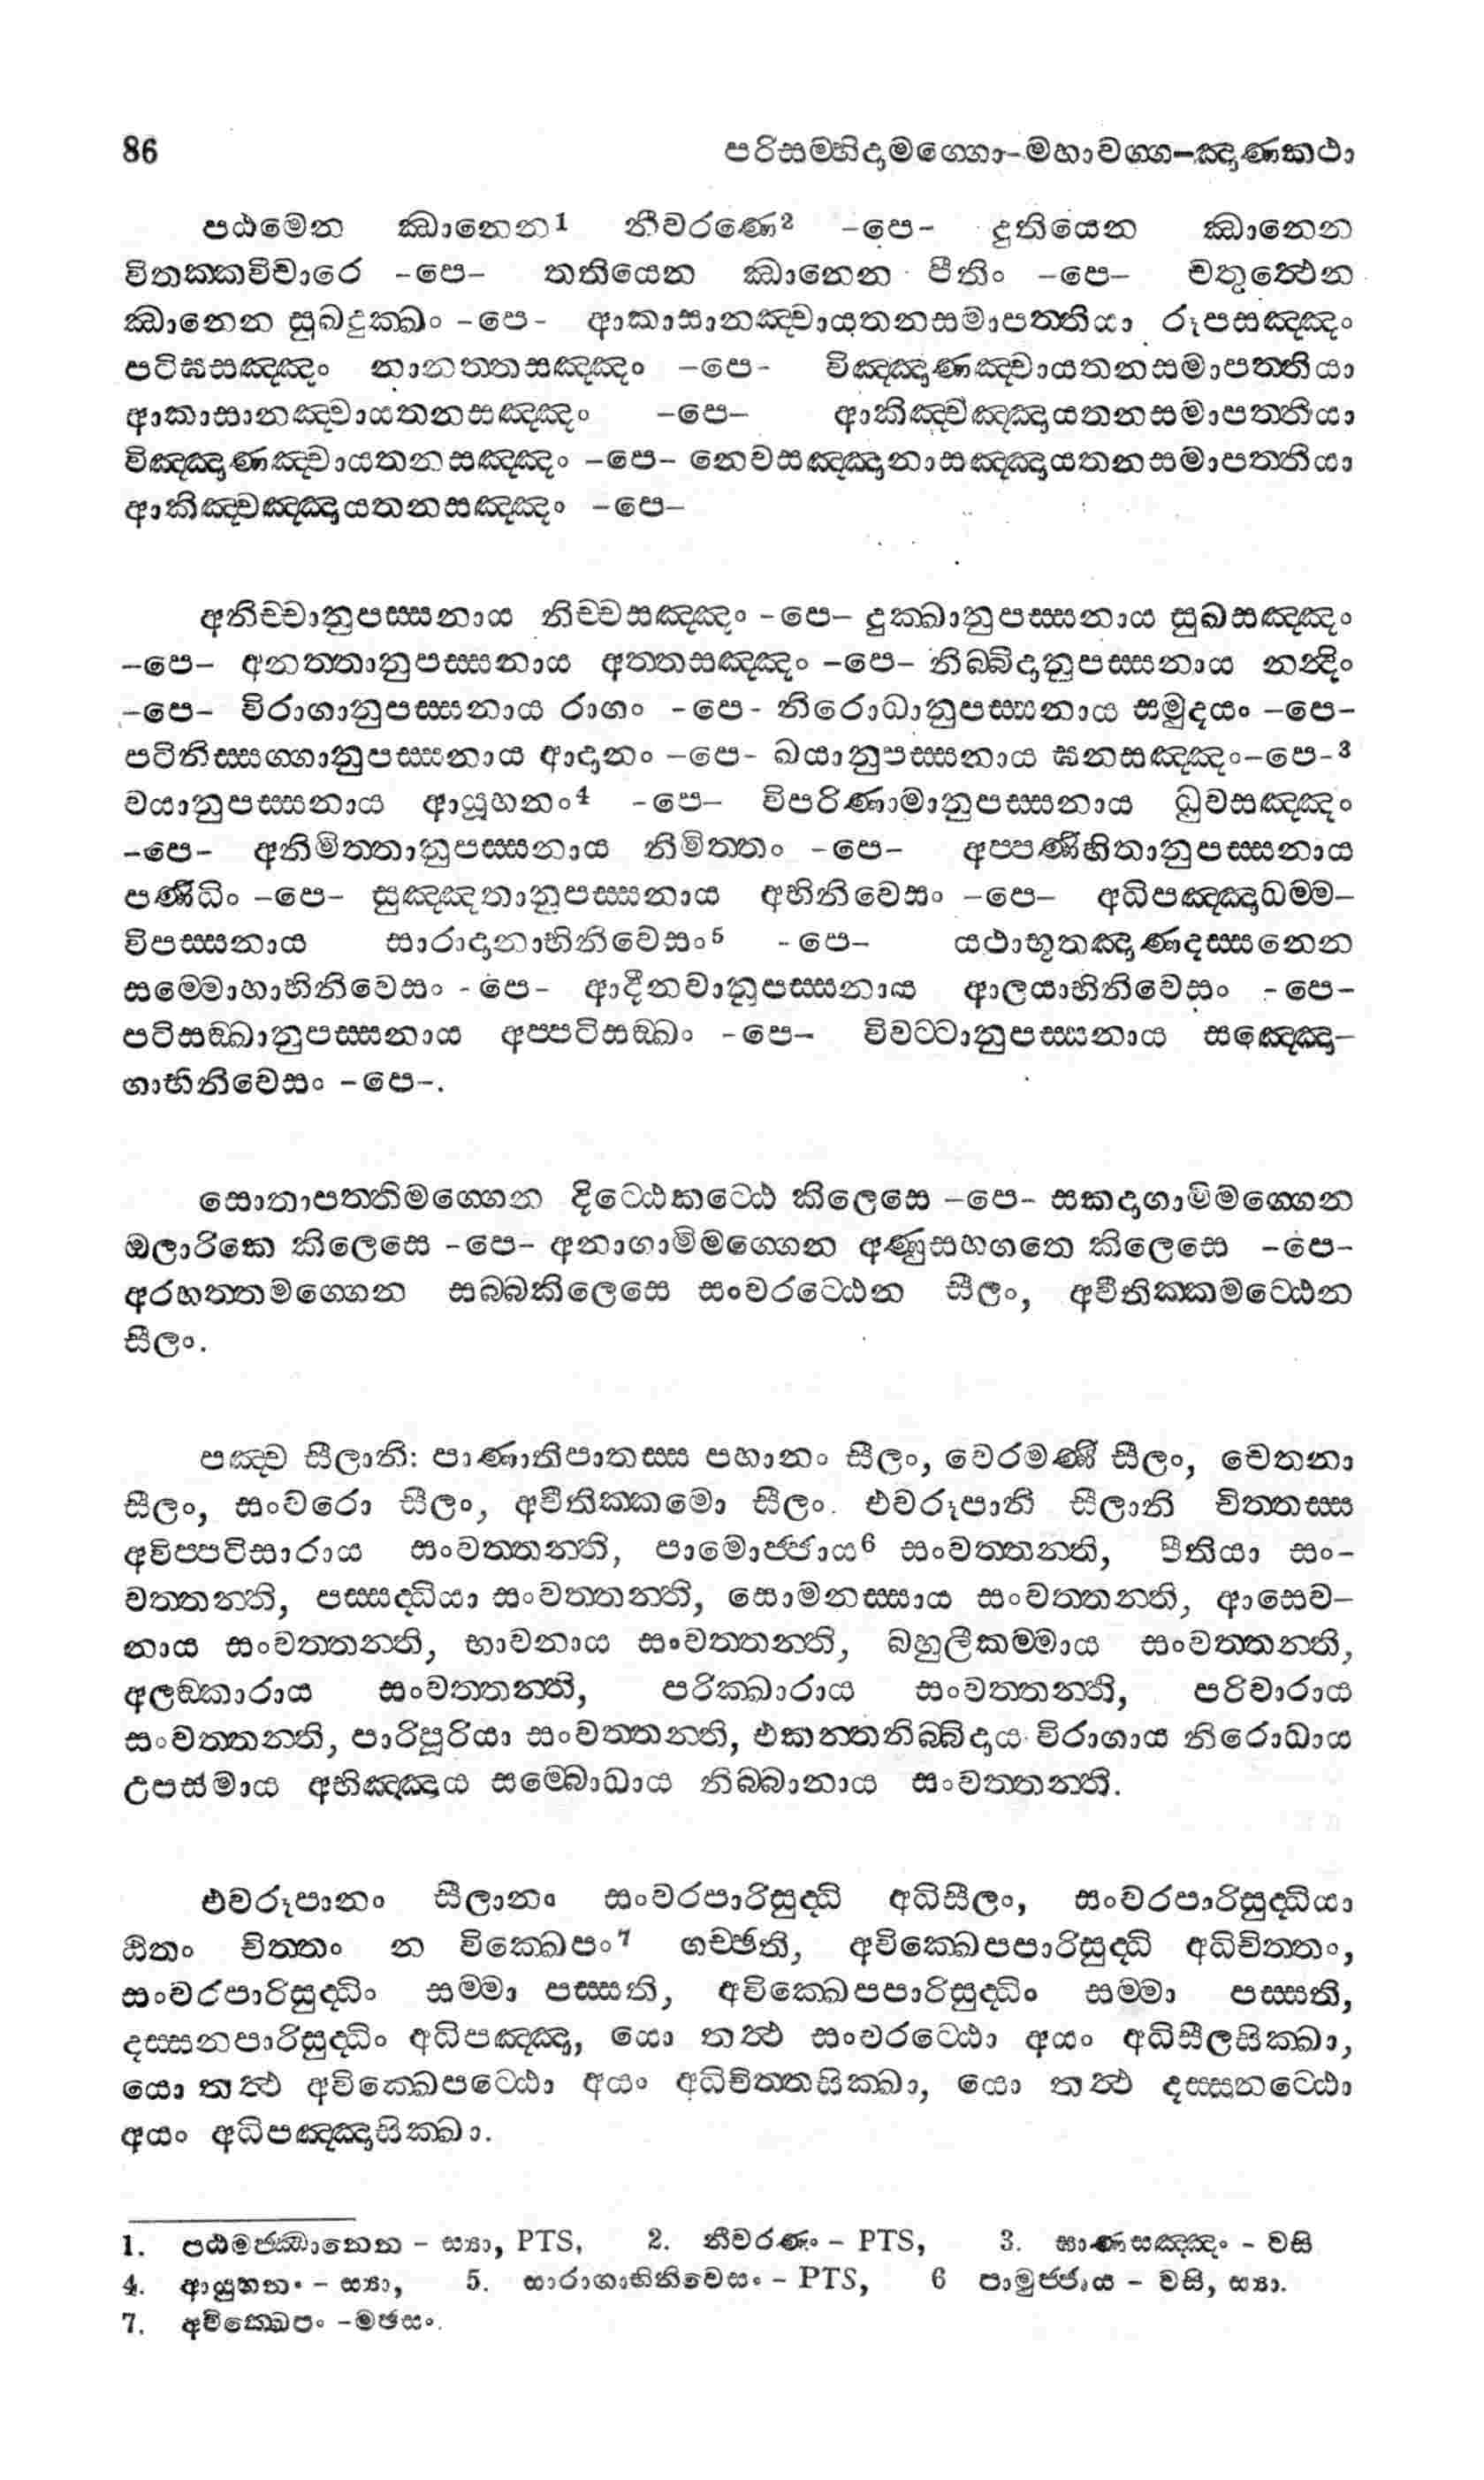 86 පටිසම්භිදාමග්ගො-මහාවග්ග-ඤාණකථා
පඨමෙන ඣානෙන1 නීවරණෙ2 -පෙ- දුතියෙන ඣානෙන
විතක්කවිචාරෙ -පෙ- තතියෙන ඣානෙන පීතිං -පෙ- චතුත්ථෙන
ඣානෙන සුඛදුක්ඛං -පෙ- ආකාසානඤ්චායතනසමාපත්තියා රූපසඤ්ඤං
පටිඝසඤ්ඤං නානත්තසඤ්ඤං -පෙ- විඤ්ඤාණඤ්චායතනසමාපත්තියා
ආකාසානඤ්චායතනසඤ්ඤං -පෙ- ආකිඤ්චඤ්ඤායතනසමාපත්තියා
විඤ්ඤාණඤ්චායතනසඤ්ඤං -පෙ- නෙවසඤ්ඤානාසඤ්ඤායතනසමාපත්තියා
ආකිඤ්චඤ්ඤායතනසඤ්ඤං -පෙ-
අනිච්චානුපස්සනාය නිච්චසඤ්ඤං -පෙ- දුක්ඛානුපස්සනාය සුඛසඤ්ඤං
-පෙ- අනත්තානුපස්සනාය අත්තසඤ්ඤං -පෙ- නිබ්බිදානුපස්සනාය නන්දිං
-පෙ- විරාගානුපස්සනාය රාගං -පෙ- නිරොධානුපස්සනාය සමුදයං -පෙ-
පටිනිස්සග්ගානුපස්සනාය ආදානං -පෙ- ඛයානුපස්සනාය ඝනසඤ්ඤං-පෙ-3
වයානුපස්සනාය ආයූහනං4 -පෙ- විපරිණාමානුපස්සනාය ධුවසඤ්ඤං
-පෙ- අනිමිත්තානුපස්සනාය නිමිත්තං -පෙ- අප්පණිහිතානුපස්සනාය
පණිධිං -පෙ- සුඤ්ඤතානුපස්සනාය අභිනිවෙසං -පෙ- අධිපඤ්ඤාධම්ම-
විපස්සනාය සාරාදානාභිනිවෙසං5 -පෙ- යථාභූතඤාණදස්සනෙන
සම්මොහාභිනිවෙසං -පෙ- ආදීනවානුපස්සනාය ආලයාභිනිවෙසං -පෙ-
පටිසඞ්ඛානුපස්සනාය අප්පටිසඞ්ඛං -පෙ- විවට්ටානුපස්සනාය සඤ්ඤො-
ගාභිනිවෙසං -පෙ-.
සොතාපත්තිමග්ගෙන දිට්ඨෙකට්ඨෙ කිලෙසෙ -පෙ- සකදාගාමිමග්ගෙන
ඔලාරිකෙ කිලෙසෙ -පෙ- අනාගාමිමග්ගෙන අණුසහගතෙ කිලෙසෙ -පෙ-
අරහත්තමග්ගෙන සබ්බකිලෙසෙ සංවරට්ඨෙන සීලං, අවීතික්කමට්ඨෙන
සීලං.
පඤ්ච සීලානි: පාණාතිපාතස්ස පහානං සීලං, වෙරමණී සීලං, චෙතනා
සීලං, සංවරො සීලං, අවීතික්කමො සීලං. එවරූපානි සීලානි චිත්තස්ස
අවිප්පටිසාරාය සංවත්තන්ති, පාමොජ්ජාය6 සංවත්තන්ති, පීතියා සං-
වත්තන්ති, පස්සද්ධියා සංවත්තන්ති, සොමනස්සාය සංවත්තන්ති, ආසෙව-
නාය සංවත්තන්ති, භාවනාය සංවත්තන්ති, බහුලීකම්මාය සංවත්තන්ති,
අලඞ්කාරාය සංවත්තන්ති, පරික්ඛාරාය සංවත්තන්ති, පරිවාරාය
සංවත්තන්ති, පාරිපූරියා සංවත්තන්ති, එකන්තනිබ්බිදාය විරාගාය නිරොධාය
උපස්මාය අභිඤ්ඤාය සම්බොධාය නිබ්බානාය සංවත්තන්ති.
එවරූපානං සීලානං සංවරපාරිසුද්ධි අධිසීලං, සංවරපාරිසුද්ධියා
ඨිතං චිත්තං න වික්ඛෙපං7 ගච්ඡති, අවික්ඛෙපපාරිසුද්ධි අධිචිත්තං,
සංවරපාරිසුද්ධිං සම්මා පස්සති, අවික්ඛෙපපාරිසුද්ධිං සම්මා පස්සති,
දස්සනපාරිසුද්ධිං අධිපඤ්ඤා, යො තත්ථ සංවරට්ඨො අයං අධිසීලසික්ඛා,
යො තත්ථ අවික්ඛෙපට්ඨො අයං අධිචිත්තසික්ඛා, යො තත්ථ දස්සනට්ඨො
අයං අධිපඤ්ඤාසික්ඛා.
1. පඨමජ්ඣානෙන - ස්‍යා, PTS, 2. නීවරණං - PTS, 3. ඝාණසඤ්ඤං - වසි
4. ආයුහනං - ස්‍යා, 5. සාරාගාභිනිවෙසං - PTS, 6 පාමුජ්ජාය - වසි, ස්‍යා.
7. අවික්ඛෙපං -මඡසං.